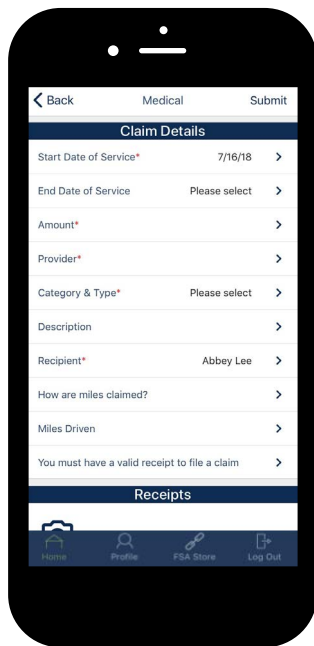 Back Medical Submit
Claim Details
Start Date of Service* 7/16/18
End Date of Service Please select
Amount*
Provider*
Category & Type* Please select
Description
Recipient* Abbey Lee
How are miles claimed?
Miles Driven
You must have a valid receipt to file a claim
Receipts
Home Profile FSA Store Log Out